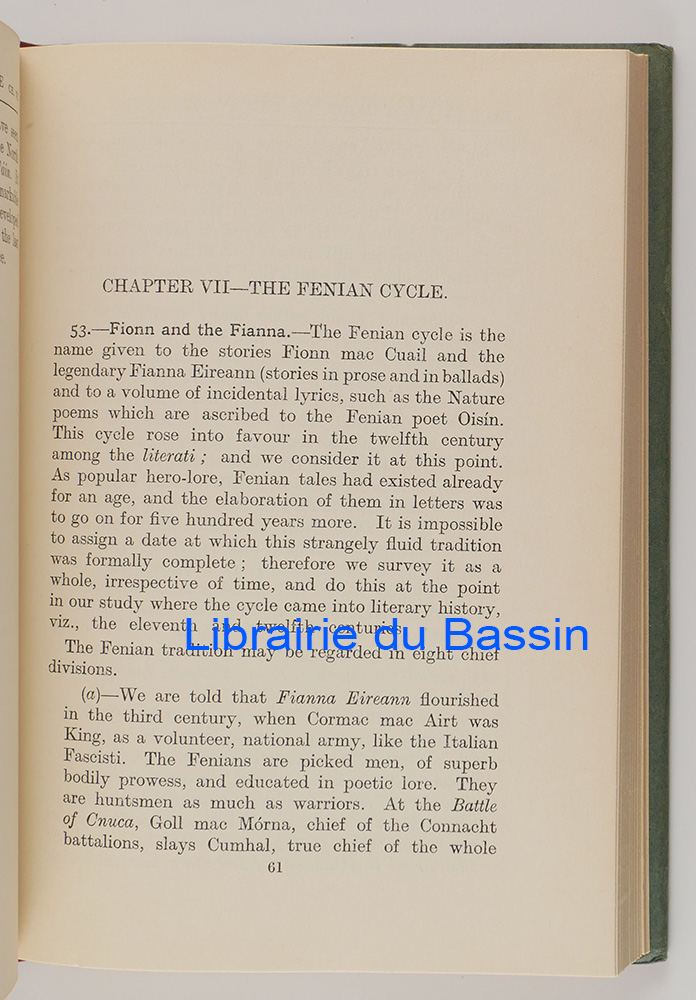 CHAPTER VII—THE FENIAN CYCLE.
53.—Fionn and the Fianna.—The Fenian cycle is the
name given to the stories Fionn mac Cuail and the
legendary Fianna Eireann (stories in prose and in ballads)
and to a volume of incidental lyrics, such as the Nature
poems which are ascribed to the Fenian poet Oisín.
This cycle rose into favour in the twelfth century
among the literati ; and we consider it at this point.
As popular hero-lore, Fenian tales had existed already
for an age, and the elaboration of them in letters was
to go on for five hundred years more. It is impossible
to assign a date at which this strangely fluid tradition
was formally complete ; therefore we survey it as a
whole, irrespective of time, and do this at the point
in our study where the cycle came into literary history,
viz., the eleventh and twelfth centuries.
Librairie du Bassin
The Fenian tradition may be regarded in eight chief
divisions.
(a)—We are told that Fianna Eireann flourished
in the third century, when Cormac mac Airt was
King, as a volunteer, national army, like the Italian
Fascisti. The Fenians are picked men, of superb
bodily prowess, and educated in poetic lore. They
are huntsmen as much as warriors. At the Battle
of Cnuca, Goll mac Mórna, chief of the Connacht
battalions, slays Cumhal, true chief of the whole
61